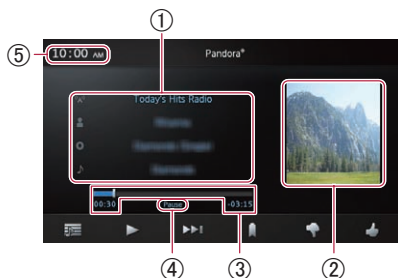 ①
⑤ 10:00 AM
Pandora®
Today's Hits Radio
00:30
Pause
-03:15
④ ③ ②